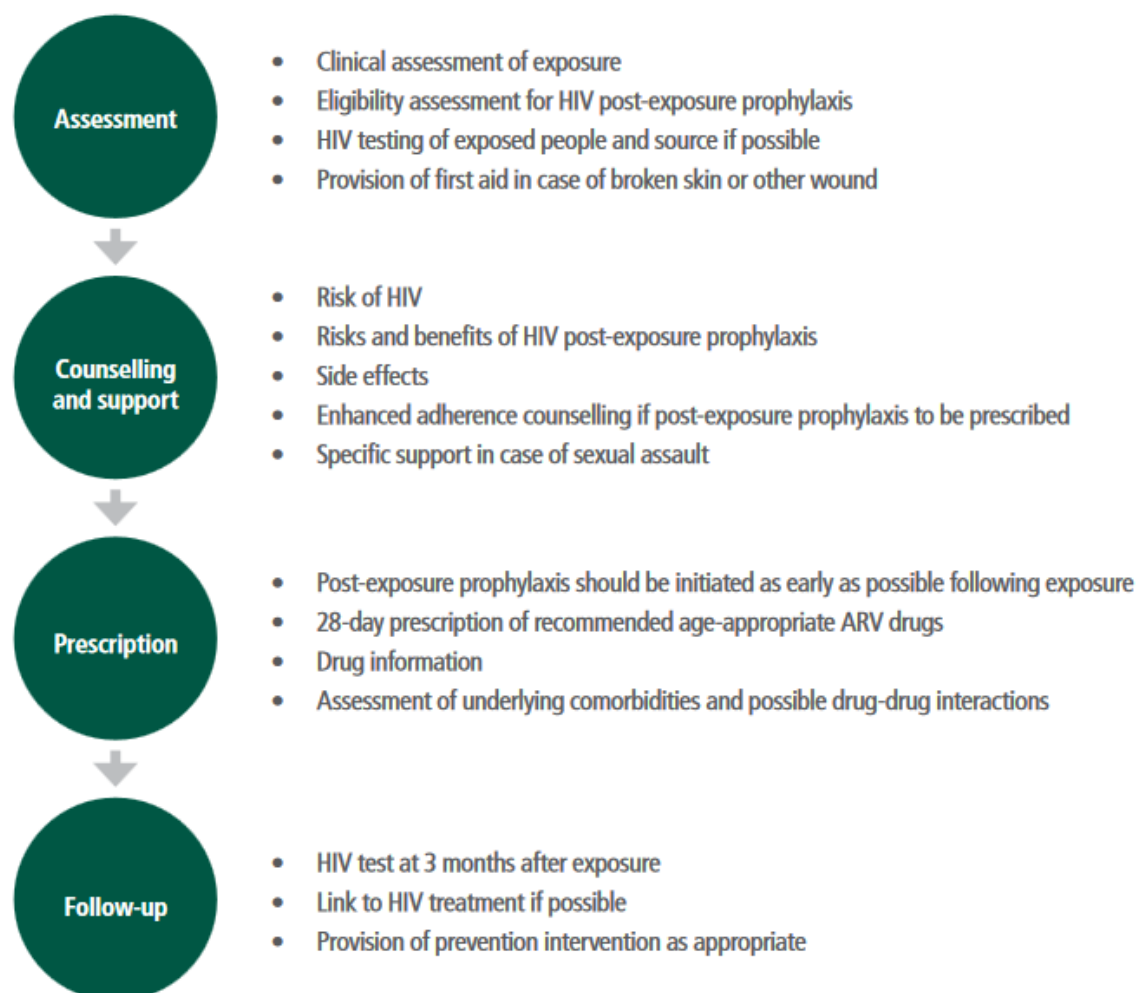 Assessment
• Clinical assessment of exposure
• Eligibility assessment for HIV post-exposure prophylaxis
• HIV testing of exposed people and source if possible
• Provision of first aid in case of broken skin or other wound
Counselling
and support
• Risk of HIV
• Risks and benefits of HIV post-exposure prophylaxis
• Side effects
• Enhanced adherence counselling if post-exposure prophylaxis to be prescribed
• Specific support in case of sexual assault
Prescription
• Post-exposure prophylaxis should be initiated as early as possible following exposure
• 28-day prescription of recommended age-appropriate ARV drugs
• Drug information
• Assessment of underlying comorbidities and possible drug-drug interactions
Follow-up
• HIV test at 3 months after exposure
• Link to HIV treatment if possible
• Provision of prevention intervention as appropriate